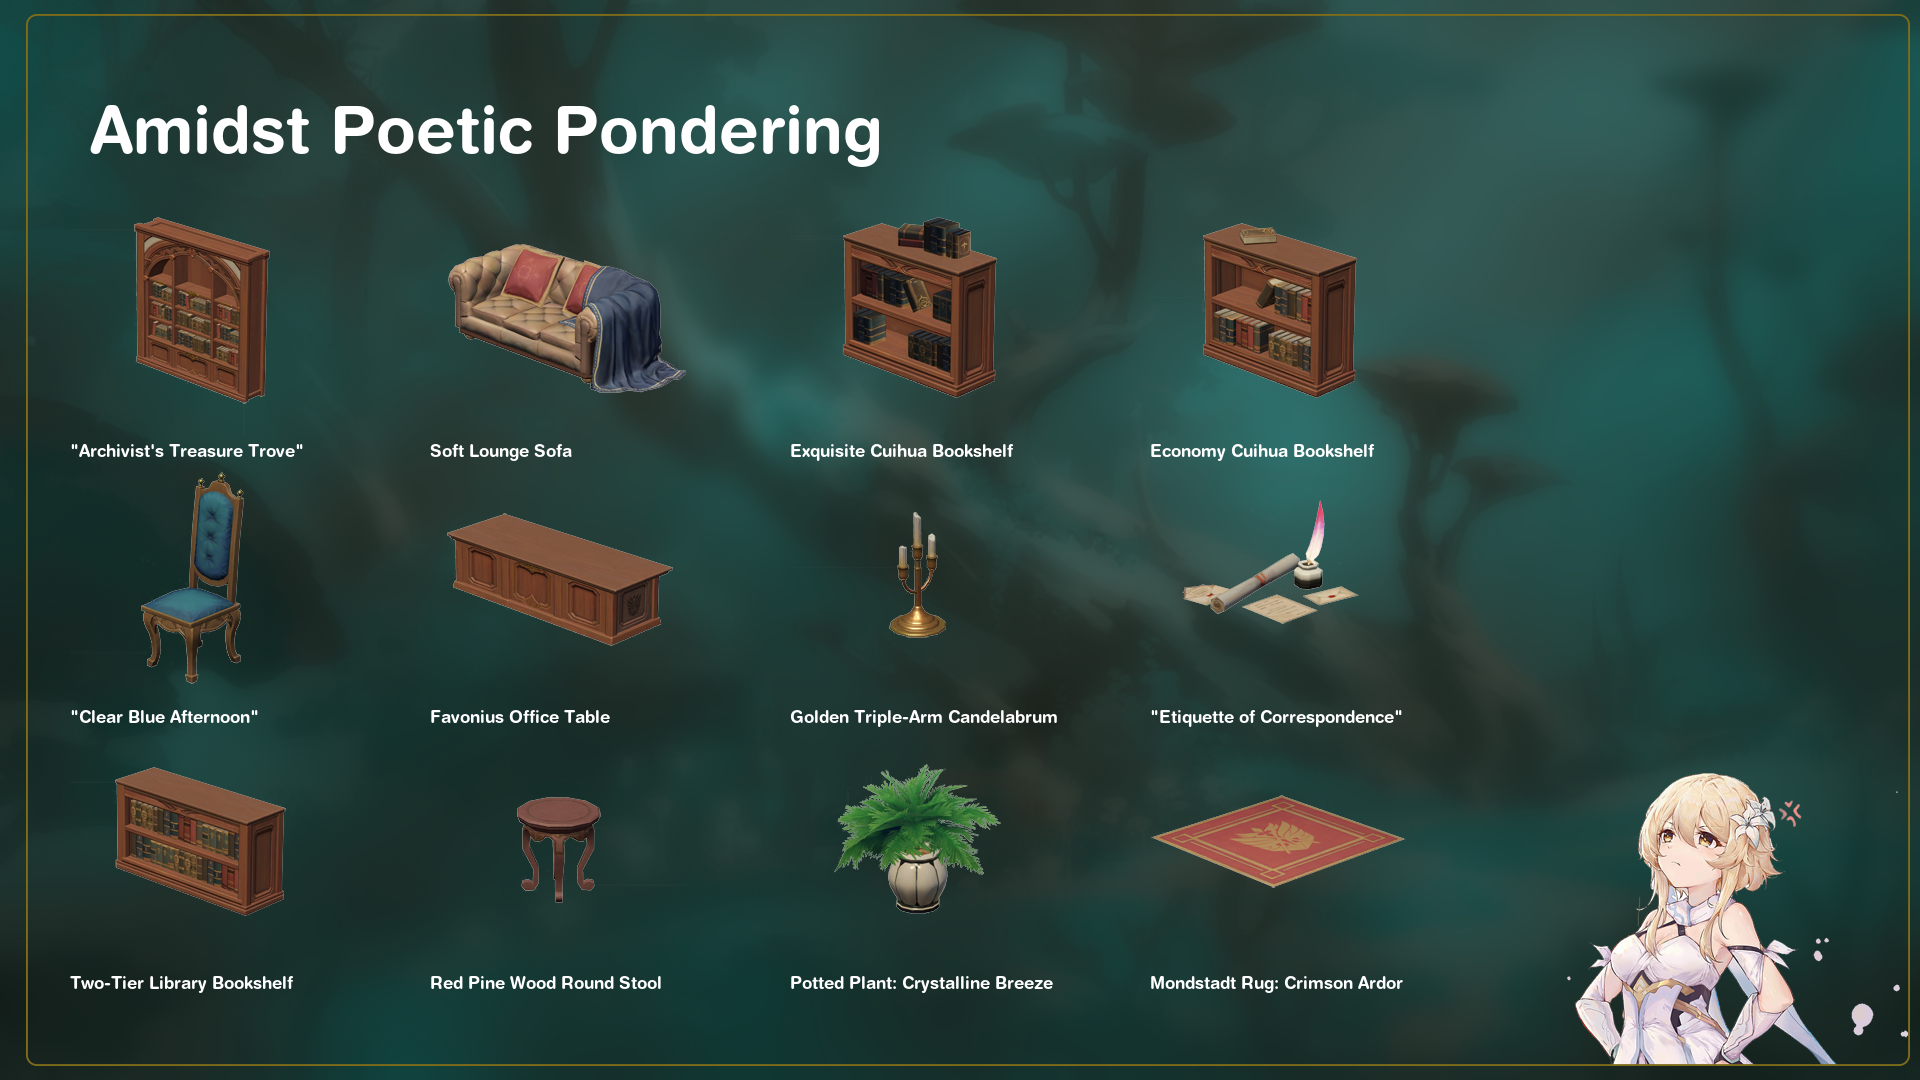 Amidst Poetic Pondering
"Archivist's Treasure Trove"
Soft Lounge Sofa
Exquisite Cuihua Bookshelf
Economy Cuihua Bookshelf
"Clear Blue Afternoon"
Favonius Office Table
Golden Triple-Arm Candelabrum
"Etiquette of Correspondence"
Two-Tier Library Bookshelf
Red Pine Wood Round Stool
Potted Plant: Crystalline Breeze
Mondstadt Rug: Crimson Ardor